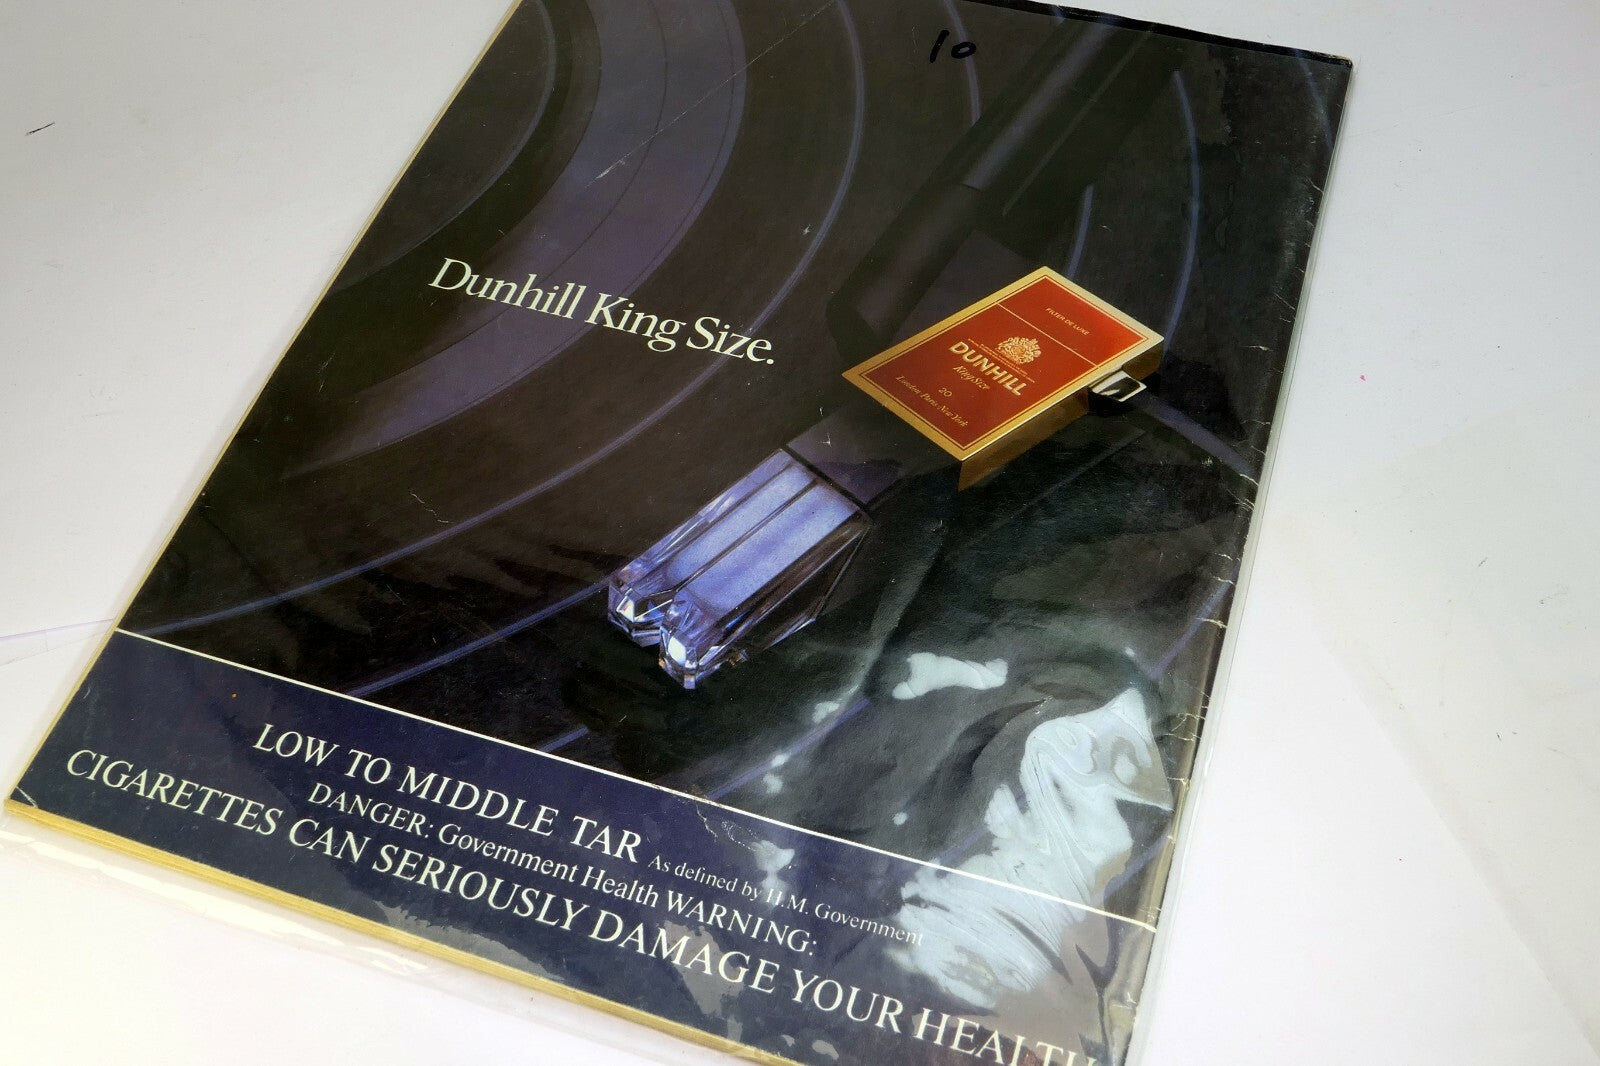 10
Dunhill King Size.
FILTER DE LUXE
DUNHILL
King Size
20
London Paris New York
LOW TO MIDDLE TAR As defined by H.M. Government
DANGER: Government Health WARNING:
CIGARETTES CAN SERIOUSLY DAMAGE YOUR HEALTH